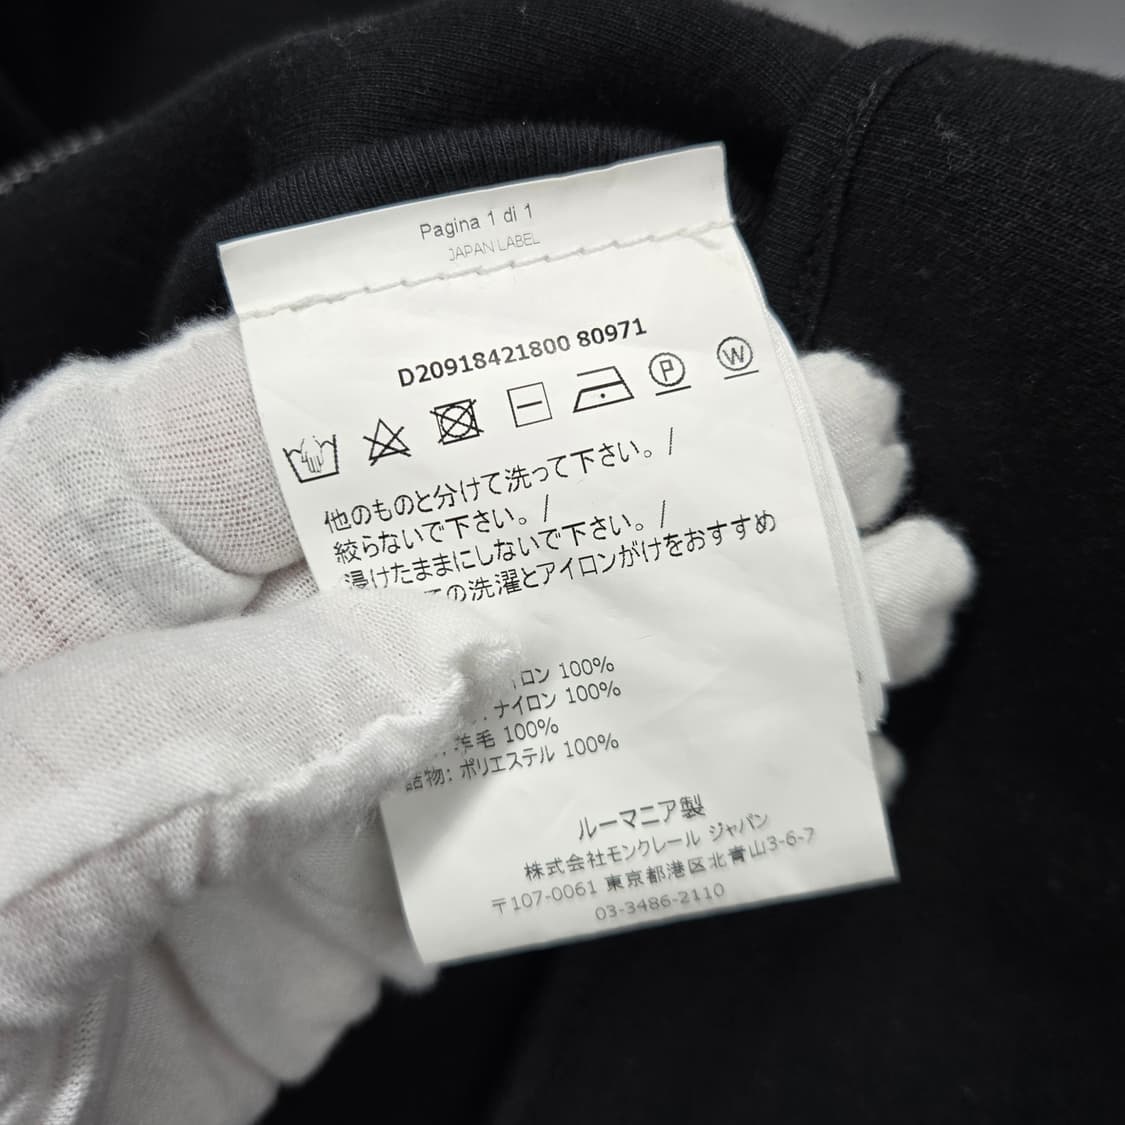 Pagina 1 di 1
JAPAN LABEL
D20918421800 80971
P W
他のものと分けて洗って下さい。/
絞らないで下さい。/
浸けたままにしないで下さい。/
の洗濯とアイロンがけをおすすめ
ロン 100%
ナイロン 100%
羊毛 100%
詰物: ポリエステル 100%
ルーマニア製
株式会社モンクレール ジャパン
〒107-0061 東京都港区北青山3-6-7
03-3486-2110